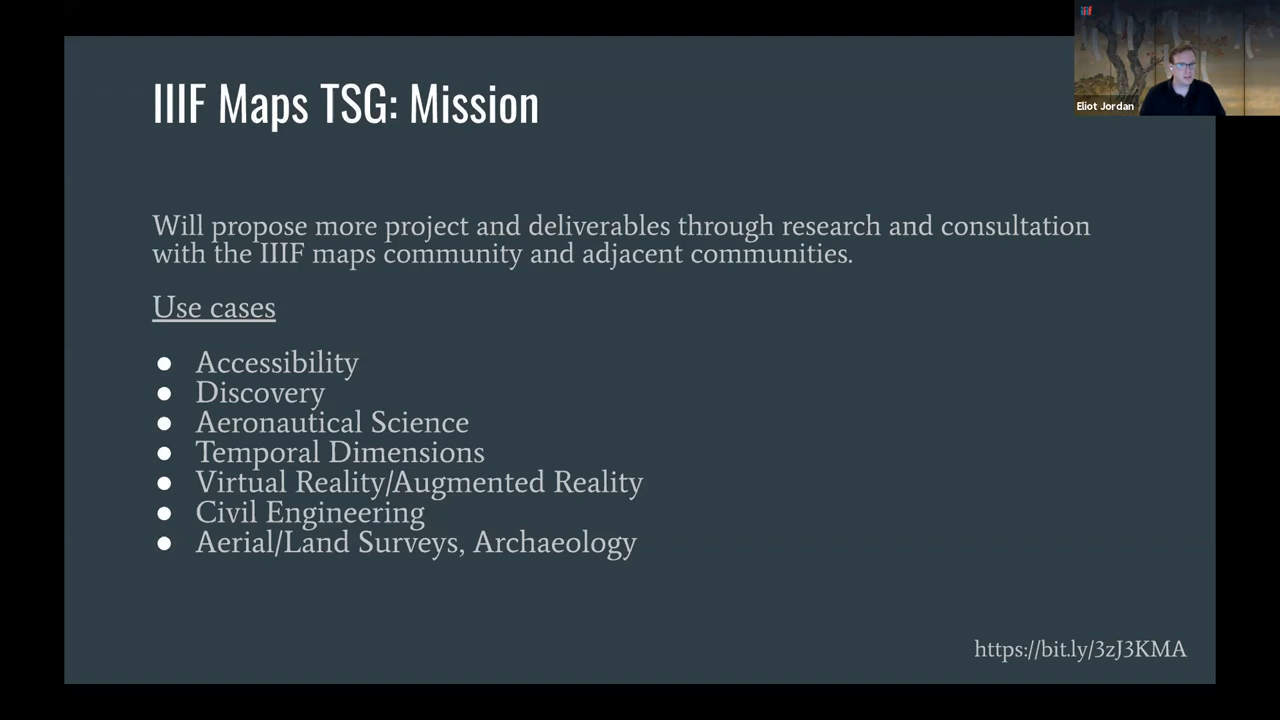 iiif
Eliot Jordan
IIIF Maps TSG: Mission
Will propose more project and deliverables through research and consultation
with the IIIF maps community and adjacent communities.
Use cases
● Accessibility
● Discovery
● Aeronautical Science
● Temporal Dimensions
● Virtual Reality/Augmented Reality
● Civil Engineering
● Aerial/Land Surveys, Archaeology
https://bit.ly/3zJ3KMA